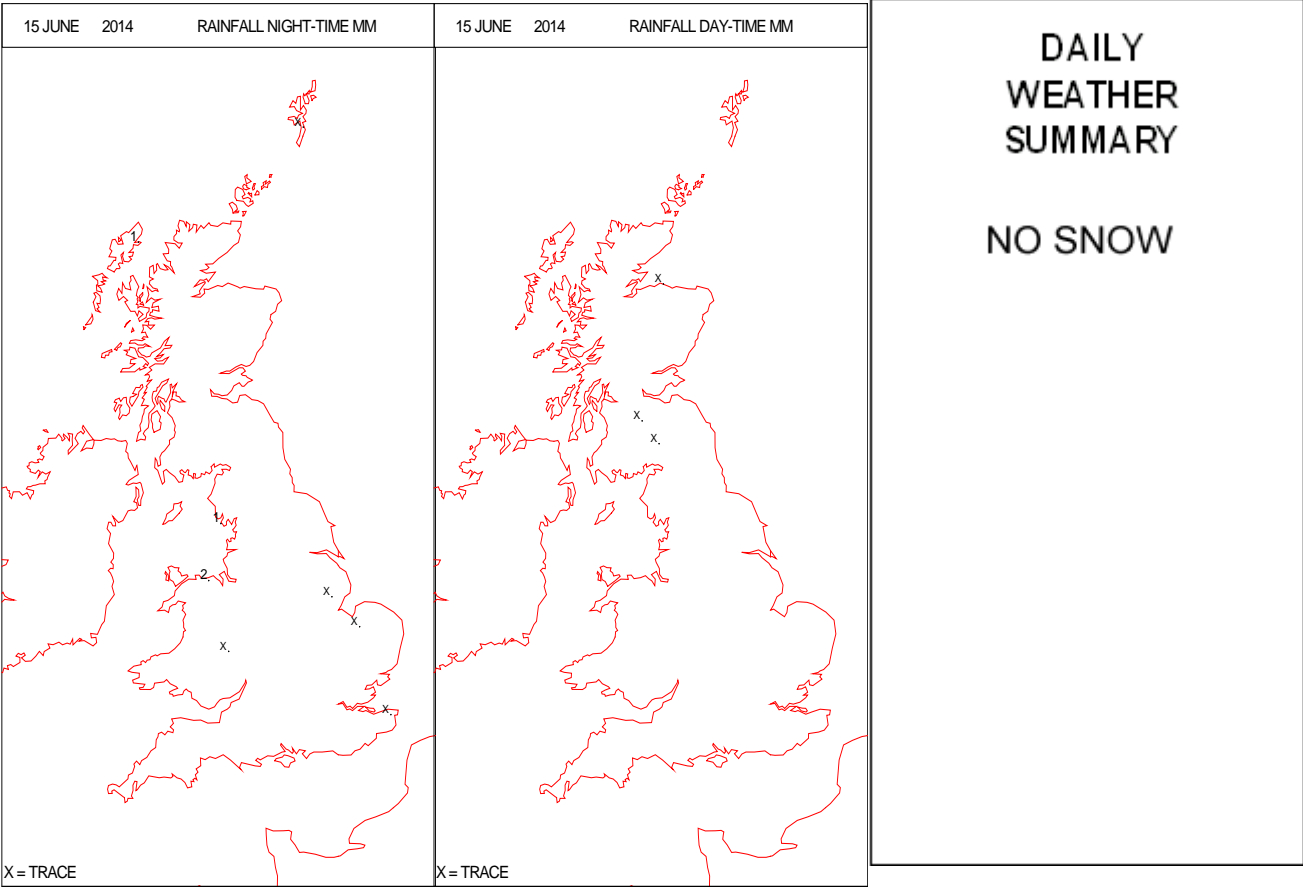 15 JUNE 2014 RAINFALL NIGHT-TIME MM
X.
1.
1.
2.
X.
X.
X.
X.
X = TRACE
15 JUNE 2014 RAINFALL DAY-TIME MM
X.
X.
X.
X = TRACE
DAILY
WEATHER
SUMMARY
NO SNOW